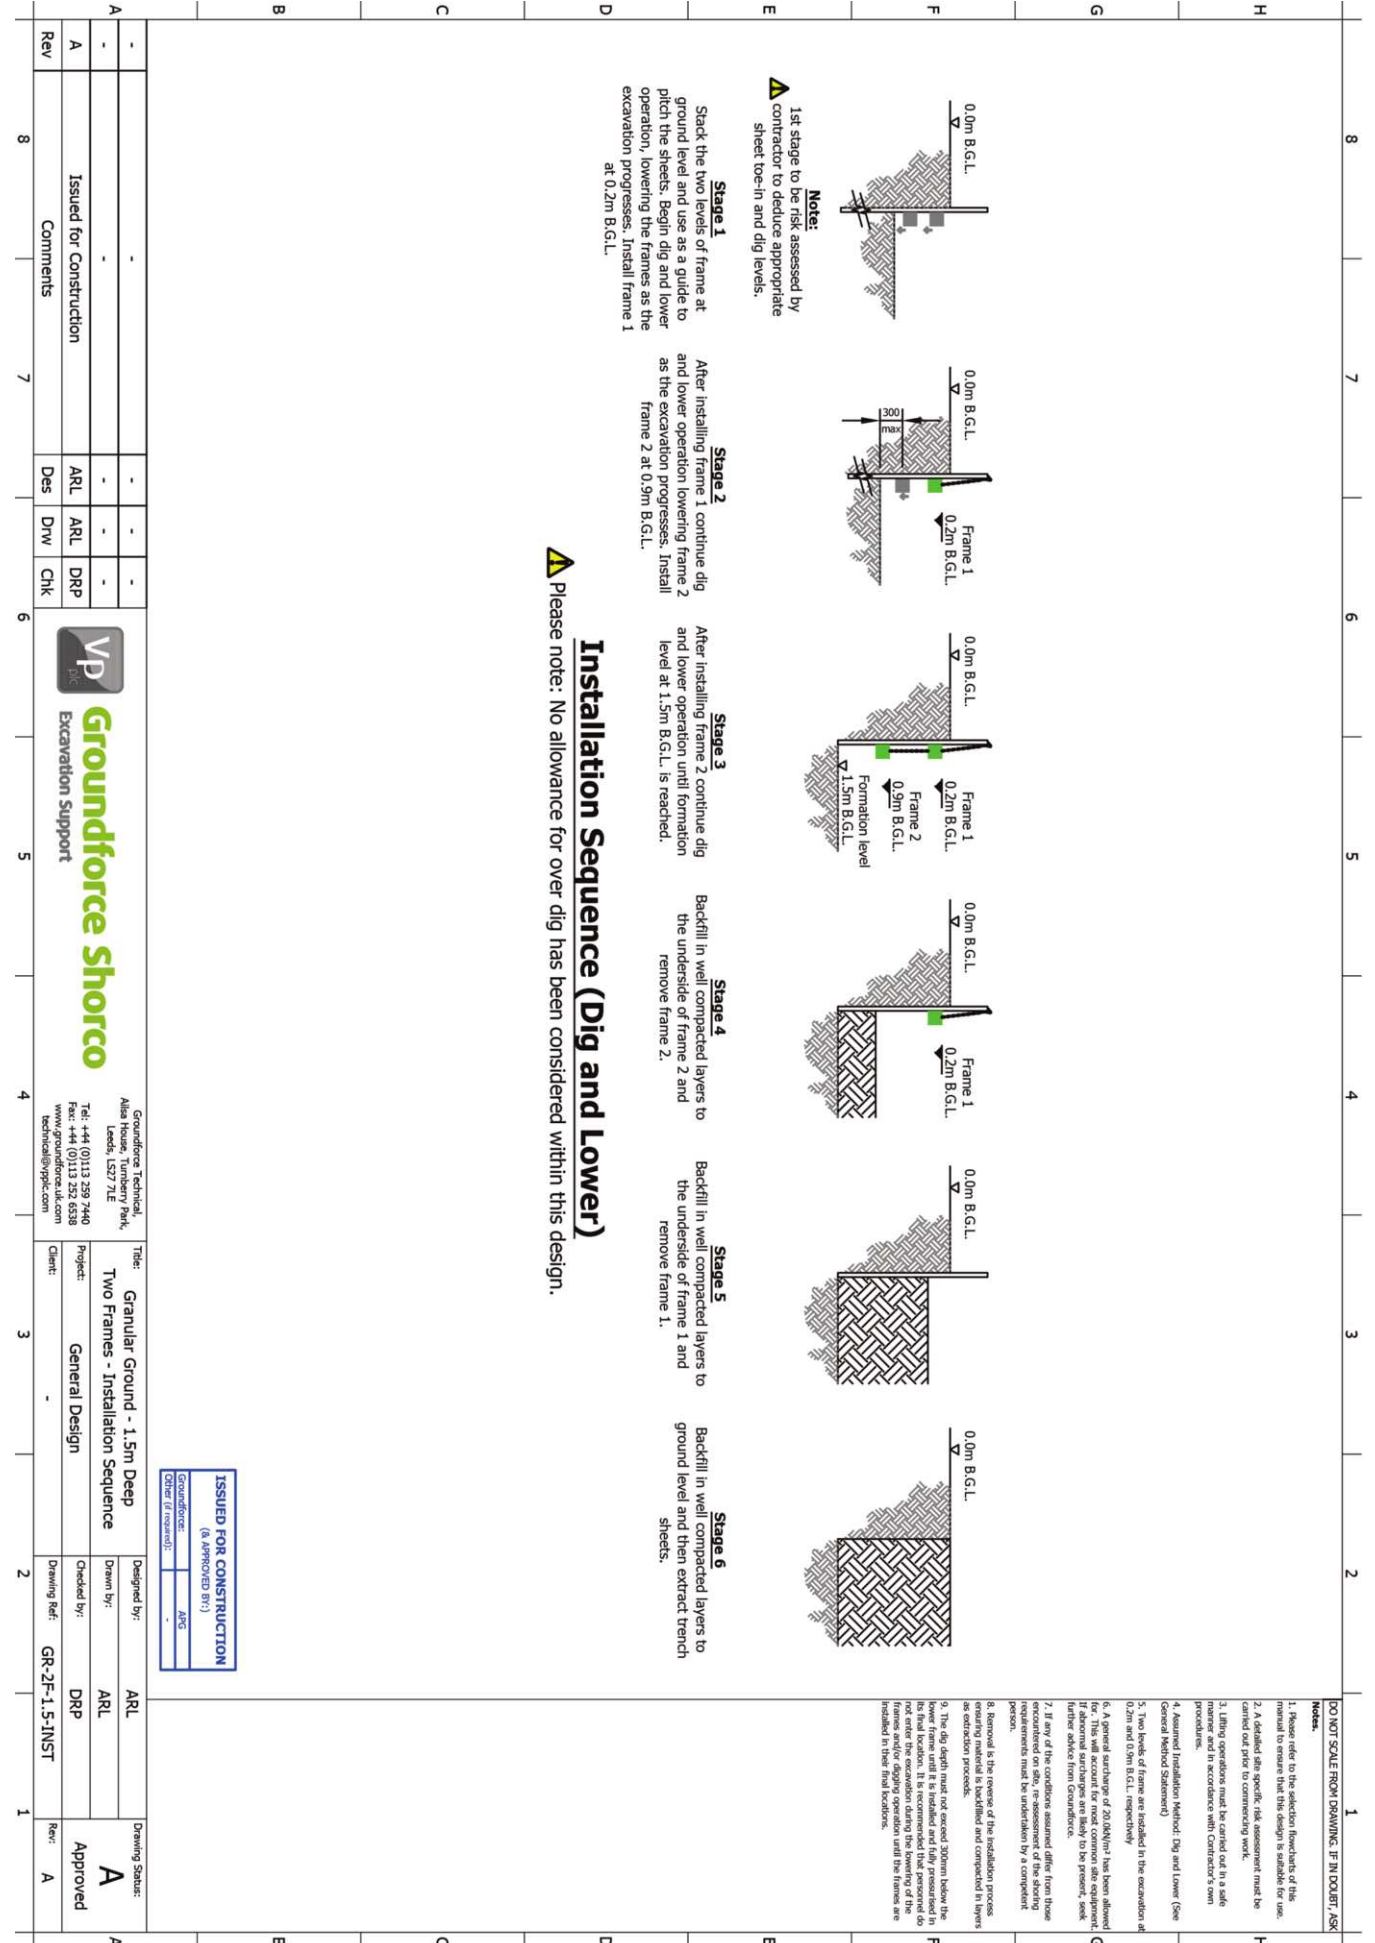 DO NOT SCALE FROM DRAWING. IF IN DOUBT, ASK
Notes.
1. Please refer to the selection flowcharts of this
manual to ensure that this design is suitable for use.
2. A detailed site specific risk assessment must be
carried out prior to commencing work.
3. Lifting operations must be carried out in a safe
manner and in accordance with Contractor's own
procedures.
4. Assumed Installation Method: Dig and Lower (See
General Method Statement)
5. Two levels of frame are installed in the excavation at
0.2m and 0.9m B.G.L. respectively
6. A general surcharge of 20.0kN/m² has been allowed
for. This will account for most common site equipment.
If abnormal surcharges are likely to be present, seek
further advice from Groundforce.
7. If any of the conditions assumed differ from those
encountered on site, re-assessment of the shoring
requirements must be undertaken by a competent
person.
8. Removal is the reverse of the installation process
ensuring material is backfilled and compacted in layers
as extraction proceeds.
9. The dig depth must not exceed 300mm below the
lower frame until it is installed and fully pressurised in
its final location. It is recommended that personnel do
not enter the excavation during the lowering of the
frames and/or digging operation until the frames are
installed in their final locations.
8 7 6 5 4 3 2 1
H
G
F
E
D
C
B
A
0.0m B.G.L.
Note:
1st stage to be risk assessed by
contractor to deduce appropriate
sheet toe-in and dig levels.
Stage 1
Stack the two levels of frame at
ground level and use as a guide to
pitch the sheets. Begin dig and lower
operation, lowering the frames as the
excavation progresses. Install frame 1
at 0.2m B.G.L.
0.0m B.G.L.
Frame 1
0.2m B.G.L.
300
max
Stage 2
After installing frame 1 continue dig
and lower operation lowering frame 2
as the excavation progresses. Install
frame 2 at 0.9m B.G.L.
0.0m B.G.L.
Frame 1
0.2m B.G.L.
Frame 2
0.9m B.G.L.
Formation level
1.5m B.G.L.
Stage 3
After installing frame 2 continue dig
and lower operation until formation
level at 1.5m B.G.L. is reached.
0.0m B.G.L.
Frame 1
0.2m B.G.L.
Stage 4
Backfill in well compacted layers to
the underside of frame 2 and
remove frame 2.
0.0m B.G.L.
Stage 5
Backfill in well compacted layers to
the underside of frame 1 and
remove frame 1.
0.0m B.G.L.
Stage 6
Backfill in well compacted layers to
ground level and then extract trench
sheets.
Installation Sequence (Dig and Lower)
Please note: No allowance for over dig has been considered within this design.
ISSUED FOR CONSTRUCTION
(& APPROVED BY:)
Groundforce: APG
Other (if required): -
- - - - -
- - - - -
A Issued for Construction ARL ARL DRP
Rev Comments Des Drw Chk
Vp
plc
Groundforce Shorco
Excavation Support
Groundforce Technical,
Ailsa House, Turnberry Park,
Leeds, LS27 7LE
Tel: +44 (0)113 259 7440
Fax: +44 (0)113 252 6538
www.groundforce.uk.com
technical@vpplc.com
Title: Granular Ground - 1.5m Deep
Two Frames - Installation Sequence
Project: General Design
Client: -
Designed by: ARL
Drawn by: ARL
Checked by: DRP
Drawing Ref: GR-2F-1.5-INST
Drawing Status:
A
Approved
Rev: A
8 7 6 5 4 3 2 1
H
G
F
E
D
C
B
A